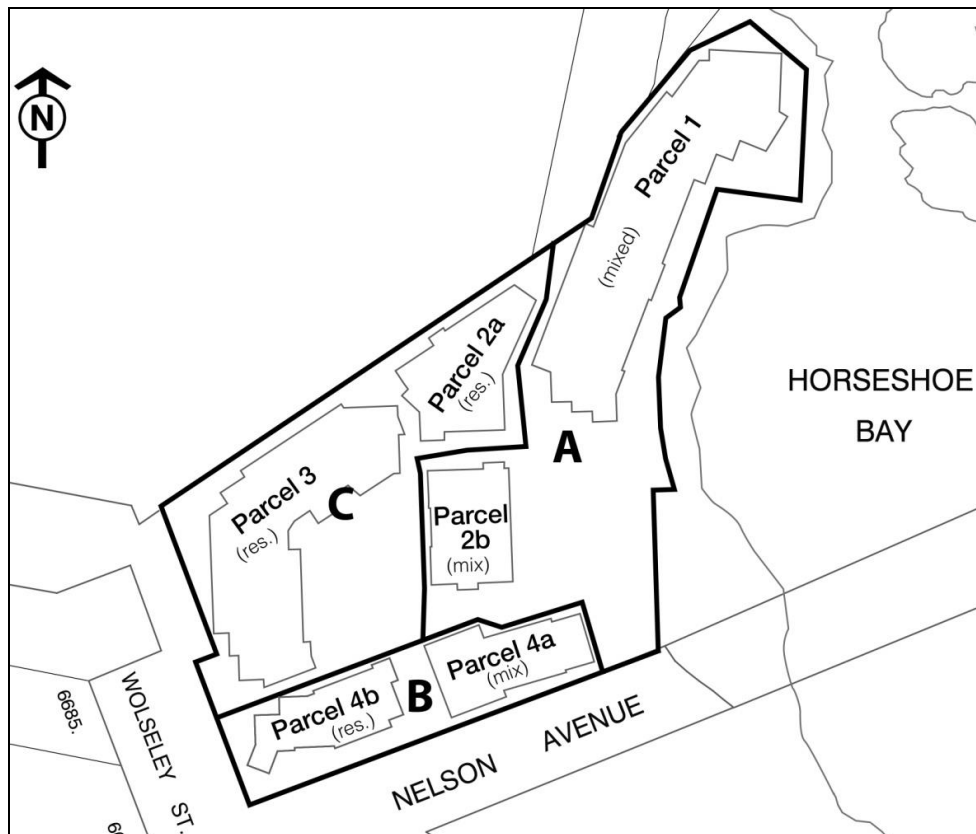 N
Parcel 1
(mixed)
Parcel 2a
(res.)
HORSESHOE
BAY
A
Parcel 3
(res.)
C
Parcel
2b
(mix)
Parcel 4a
(mix)
Parcel 4b
(res.)
B
6685.
WOLSELEY ST.
NELSON AVENUE